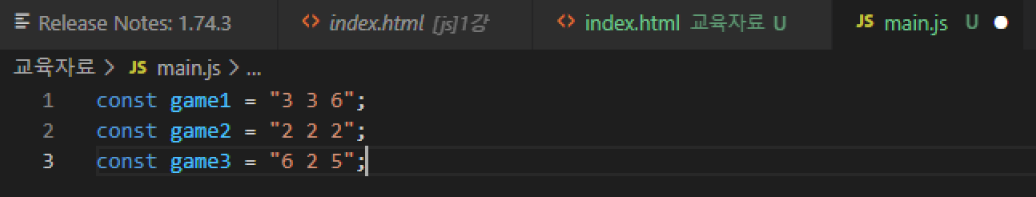 Release Notes: 1.74.3 <> index.html [js]1강 <> index.html 교육자료 U JS main.js U
교육자료 > JS main.js > ...
1 const game1 = "3 3 6";
2 const game2 = "2 2 2";
3 const game3 = "6 2 5";